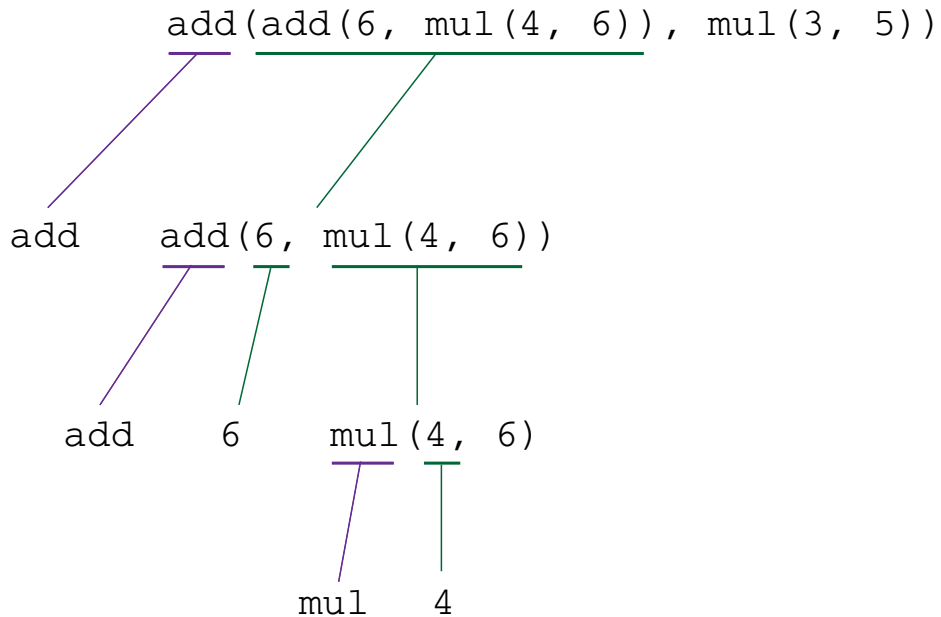 add(add(6, mul(4, 6)), mul(3, 5))
add add(6, mul(4, 6))
add 6 mul(4, 6)
mul 4